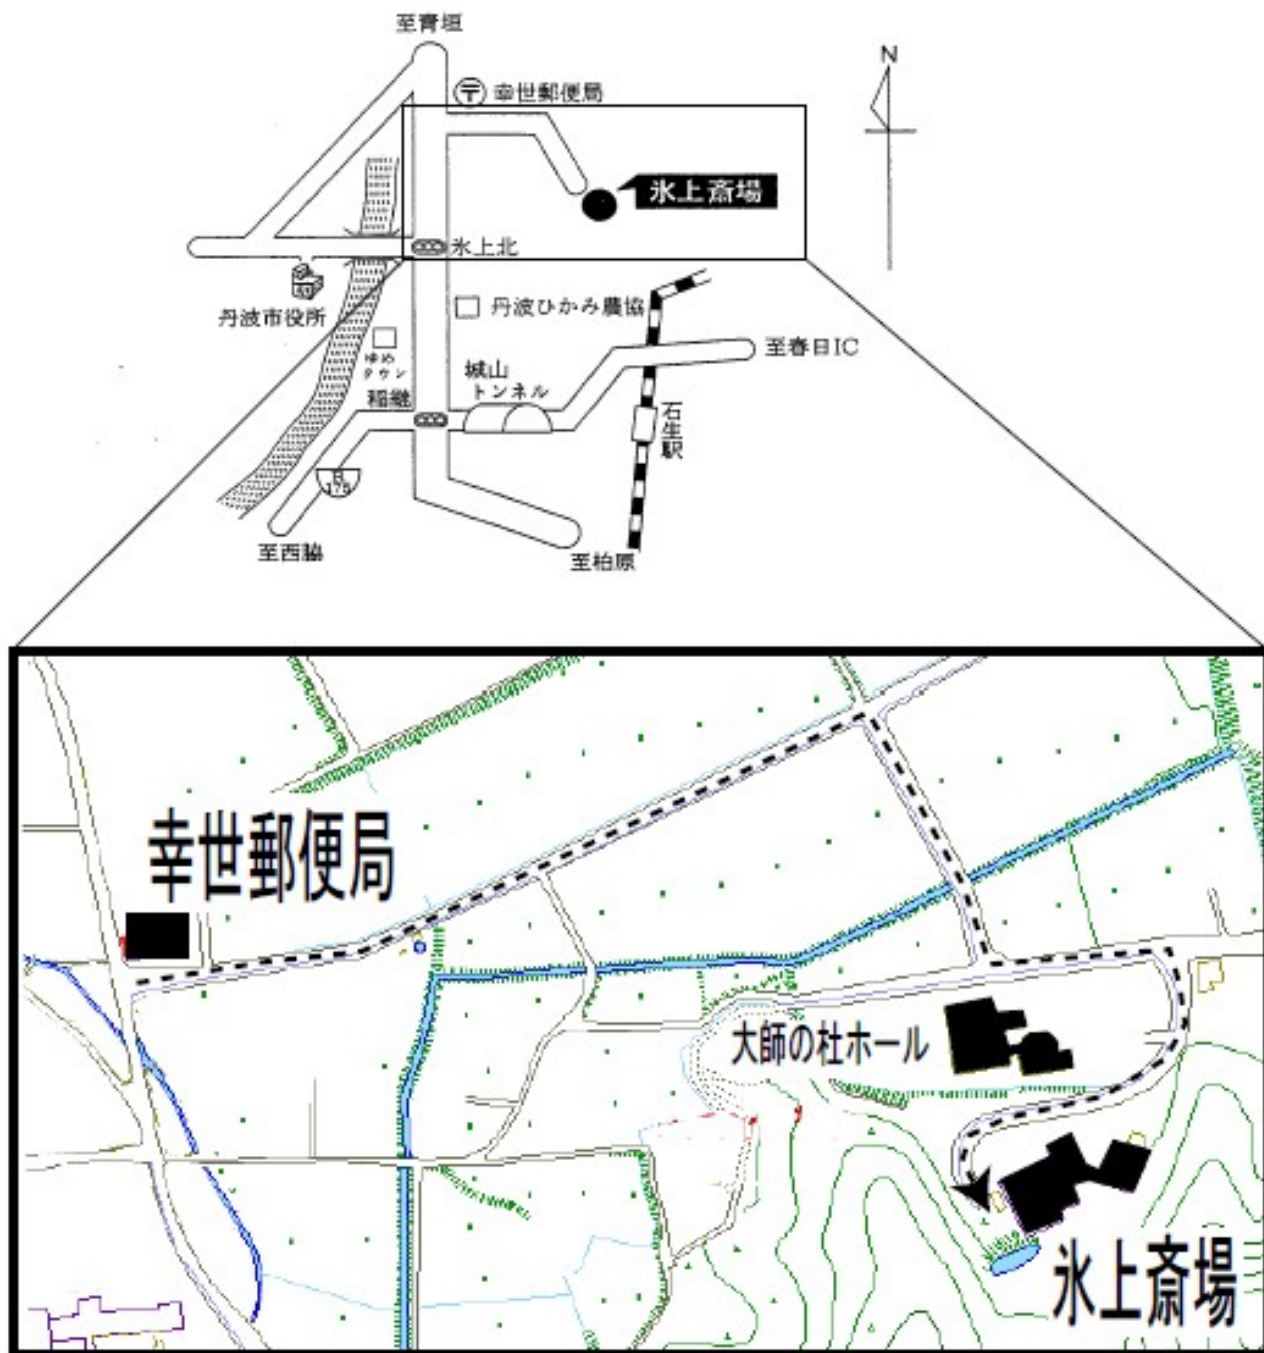 至青垣
N
〒 幸世郵便局
氷上斎場
氷上北
丹波市役所
丹波ひかみ農協
ゆめ
タウン
至春日IC
城山
トンネル
稲継
石生駅
R
175
至西脇
至柏原
幸世郵便局
大師の杜ホール
氷上斎場